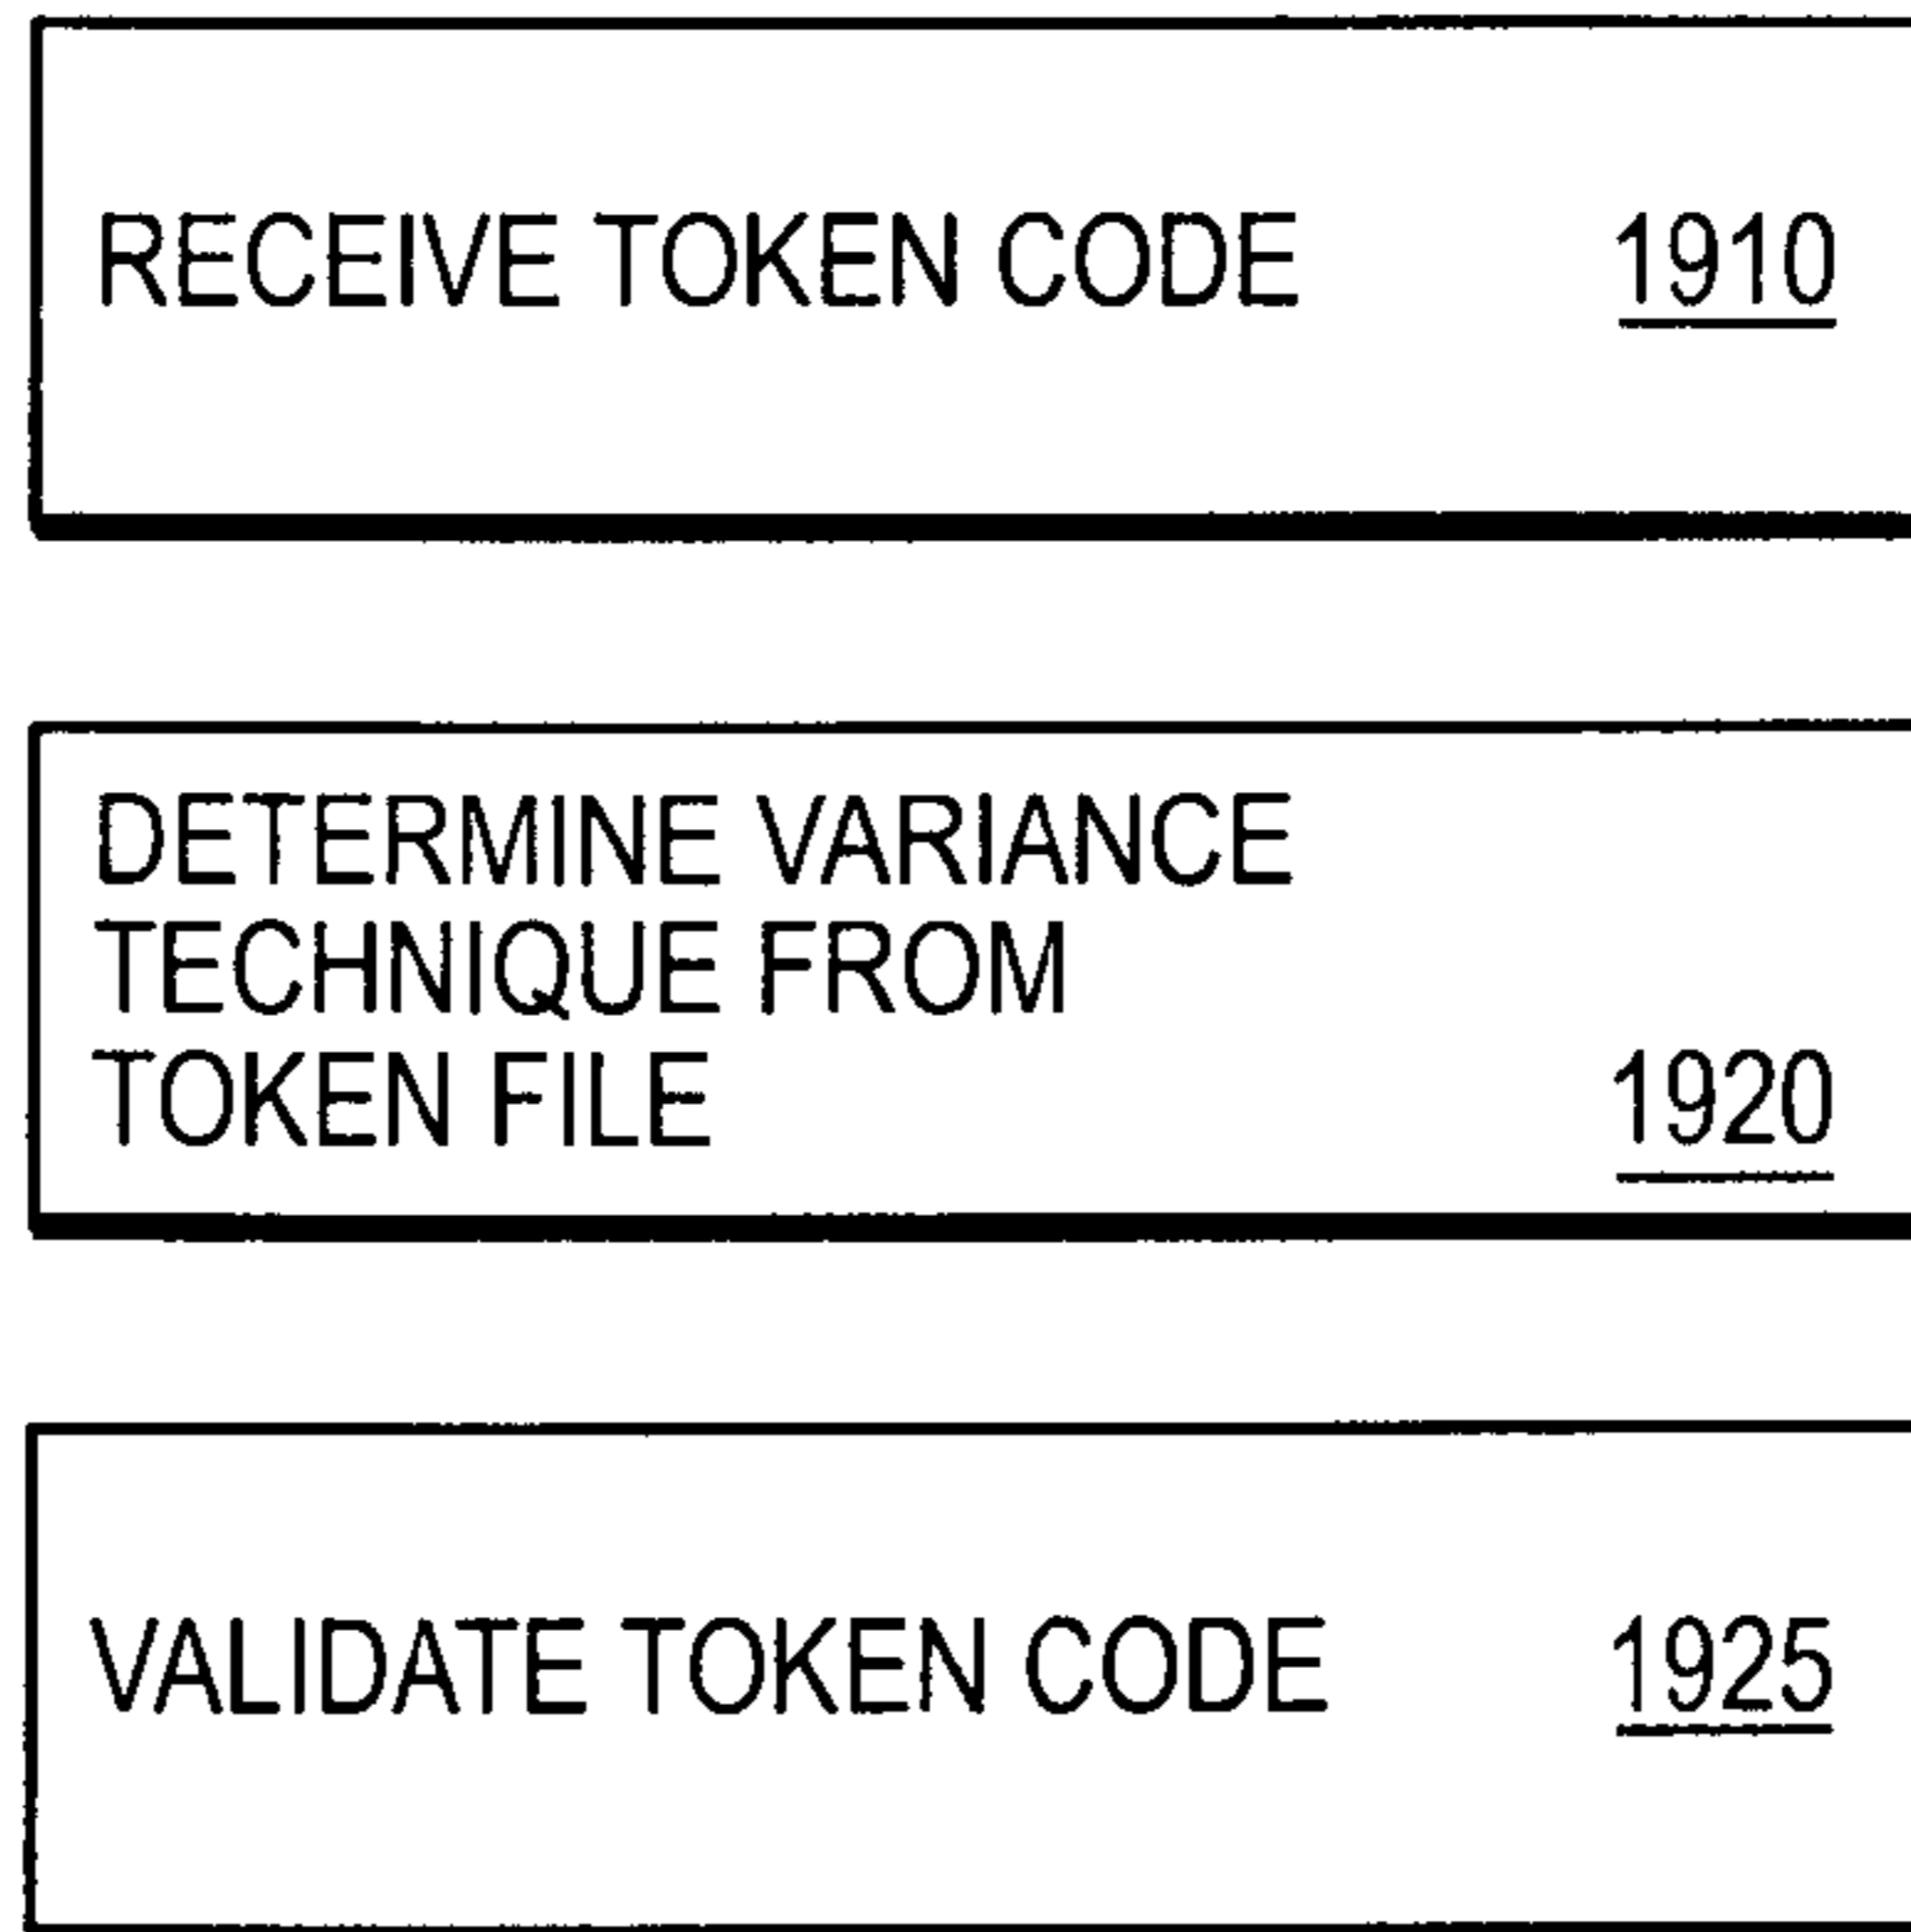 RECEIVE TOKEN CODE 1910
DETERMINE VARIANCE
TECHNIQUE FROM
TOKEN FILE 1920
VALIDATE TOKEN CODE 1925